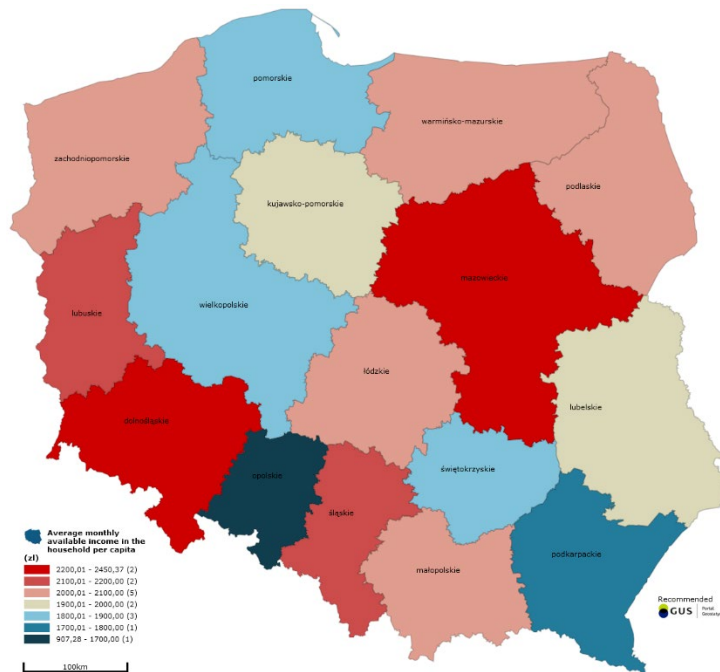 pomorskie
warmińsko-mazurskie
zachodniopomorskie
podlaskie
kujawsko-pomorskie
mazowieckie
wielkopolskie
lubuskie
łódzkie
lubelskie
dolnośląskie
świętokrzyskie
opolskie
śląskie
podkarpackie
małopolskie
Average monthly
available income in the
household per capita
(zł)
2200,01 - 2450,37 (2)
2100,01 - 2200,00 (2)
2000,01 - 2100,00 (5)
1900,01 - 2000,00 (2)
1800,01 - 1900,00 (3)
1700,01 - 1800,00 (1)
907,28 - 1700,00 (1)
100km
Recommended
GUS
Portal